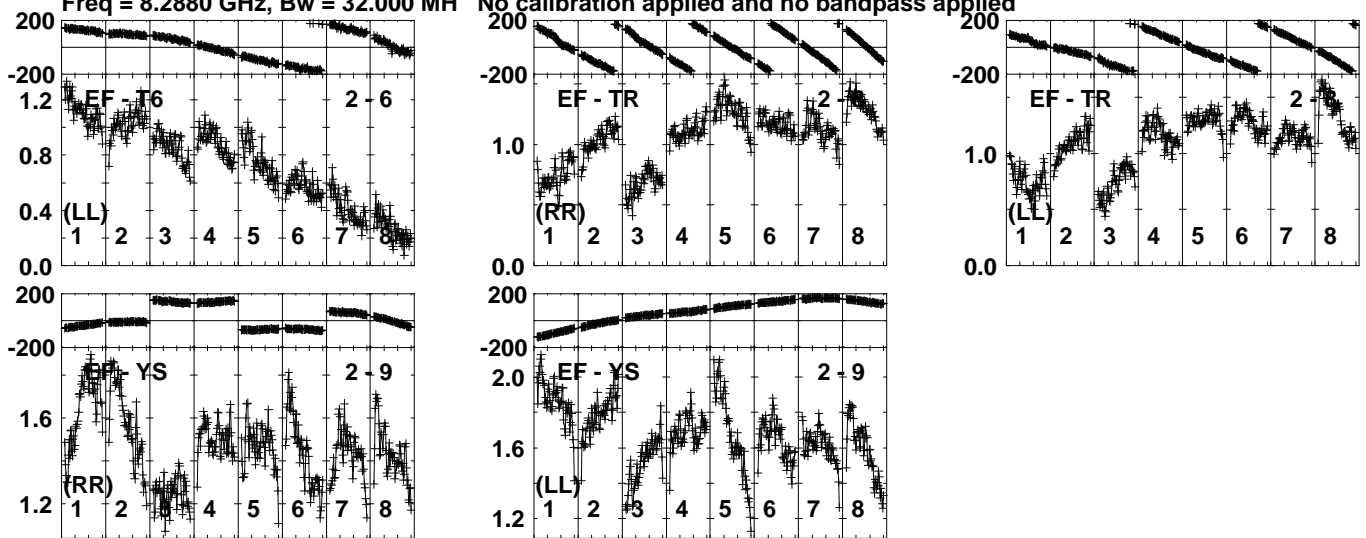 Freq = 8.2880 GHz, Bw = 32.000 MH No calibration applied and no bandpass applied
200
-200
1.2
0.8
0.4
0.0
EF - T6
2 - 6
(LL)
1 2 3 4 5 6 7 8
200
-200
1.0
0.0
EF - TR
(RR)
1 2 3 4 5 6 7 8
200
-200
1.0
0.0
EF - TR
(LL)
1 2 3 4 5 6 7 8
200
-200
1.6
1.2
EF - YS
2 - 9
(RR)
1 2 3 4 5 6 7 8
200
-200
2.0
1.6
1.2
EF - YS
2 - 9
(LL)
1 2 3 4 5 6 7 8